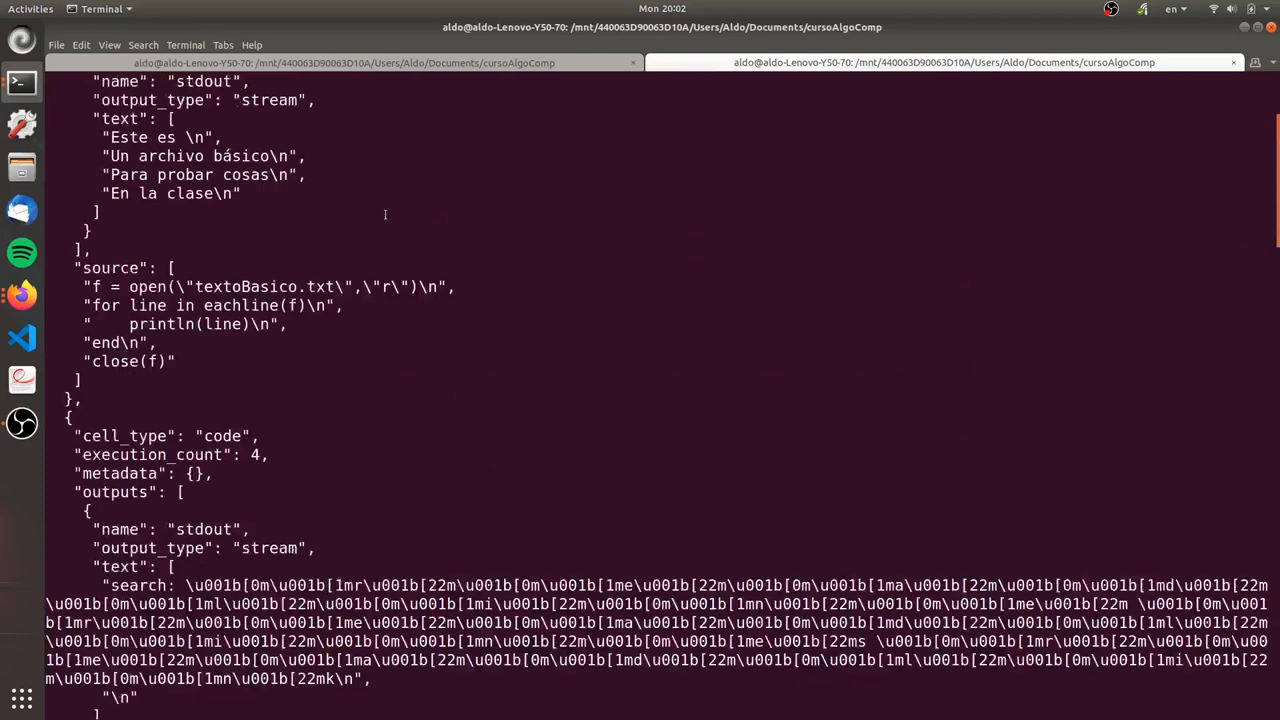 Activities
Terminal
Mon 20:02
en
aldo@aldo-Lenovo-Y50-70: /mnt/440063D90063D10A/Users/Aldo/Documents/cursoAlgoComp
File Edit View Search Terminal Tabs Help
aldo@aldo-Lenovo-Y50-70: /mnt/440063D90063D10A/Users/Aldo/Documents/cursoAlgoComp ×
aldo@aldo-Lenovo-Y50-70: /mnt/440063D90063D10A/Users/Aldo/Documents/cursoAlgoComp ×
"name": "stdout",
"output_type": "stream",
"text": [
"Este es \n",
"Un archivo básico\n",
"Para probar cosas\n",
"En la clase\n"
]
}
],
"source": [
"f = open(\"textoBasico.txt\",\"r\")\n",
"for line in eachline(f)\n",
"    println(line)\n",
"end\n",
"close(f)"
]
},
{
"cell_type": "code",
"execution_count": 4,
"metadata": {},
"outputs": [
{
"name": "stdout",
"output_type": "stream",
"text": [
"search: \u001b[0m\u001b[1mr\u001b[22m\u001b[0m\u001b[1me\u001b[22m\u001b[0m\u001b[1ma\u001b[22m\u001b[0m\u001b[1md\u001b[22m
\u001b[0m\u001b[1ml\u001b[22m\u001b[0m\u001b[1mi\u001b[22m\u001b[0m\u001b[1mn\u001b[22m\u001b[0m\u001b[1me\u001b[22m \u001b[0m\u001
b[1mr\u001b[22m\u001b[0m\u001b[1me\u001b[22m\u001b[0m\u001b[1ma\u001b[22m\u001b[0m\u001b[1md\u001b[22m\u001b[0m\u001b[1ml\u001b[22m
\u001b[0m\u001b[1mi\u001b[22m\u001b[0m\u001b[1mn\u001b[22m\u001b[0m\u001b[1me\u001b[22ms \u001b[0m\u001b[1mr\u001b[22m\u001b[0m\u00
1b[1me\u001b[22m\u001b[0m\u001b[1ma\u001b[22m\u001b[0m\u001b[1md\u001b[22m\u001b[0m\u001b[1ml\u001b[22m\u001b[0m\u001b[1mi\u001b[22
m\u001b[0m\u001b[1mn\u001b[22mk\n",
"\n"
]